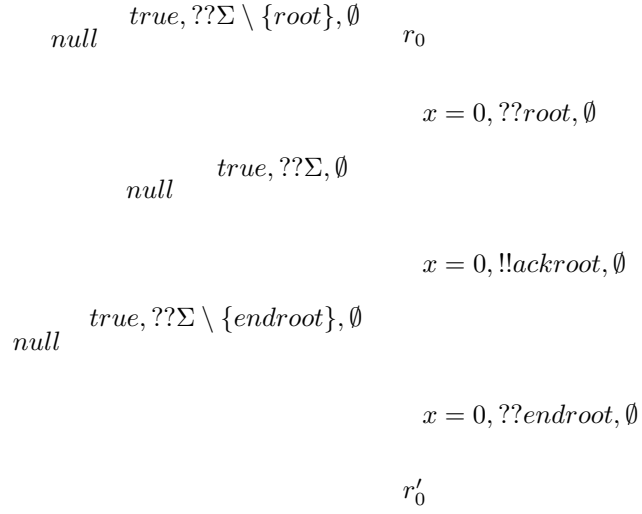 null true, ??Σ \ {root}, ∅ r₀
x = 0, ??root, ∅
null true, ??Σ, ∅
x = 0, !!ackroot, ∅
null true, ??Σ \ {endroot}, ∅
x = 0, ??endroot, ∅
r′₀